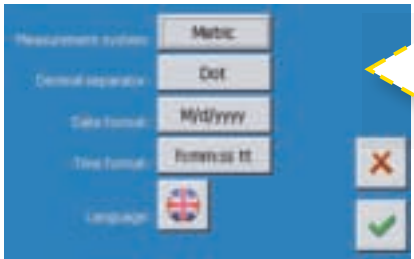 Measurement system: Metric
Decimal separator: Dot
Date format: M/d/yyyy
Time format: h:mm:ss tt
Language: